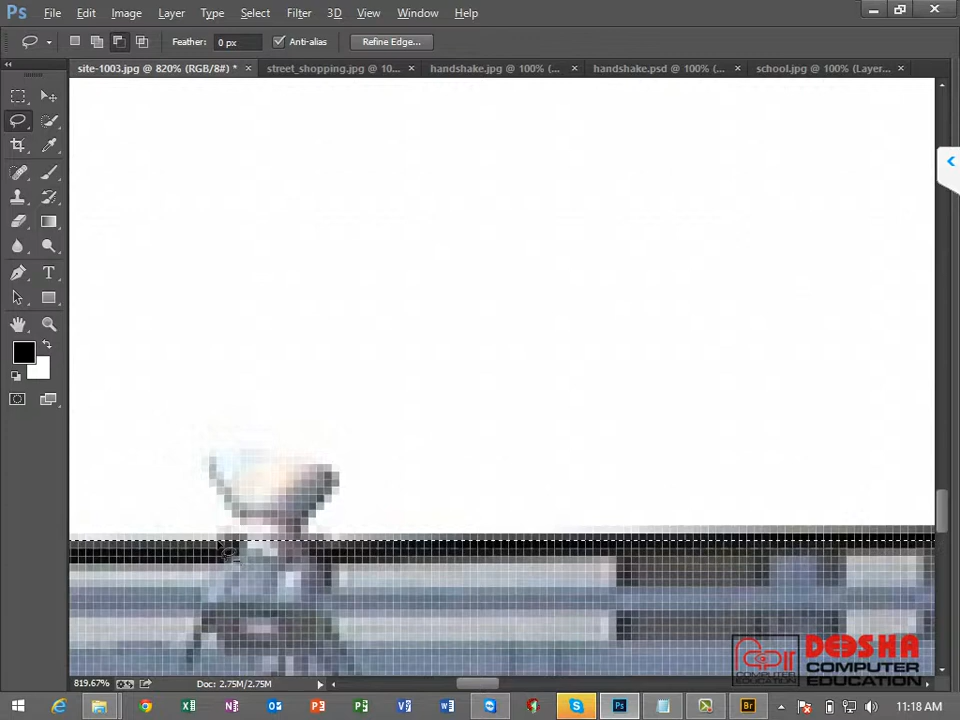 Ps File Edit Image Layer Type Select Filter 3D View Window Help
Feather: 0 px Anti-alias Refine Edge...
site-1003.jpg @ 820% (RGB/8#) * × street_shopping.jpg @ 10... × handshake.jpg @ 100% (... × handshake.psd @ 100% (... × school.jpg @ 100% (Layer... ×
T
819.67% Doc: 2.75M/2.75M
DEESHA
COMPUTER
EDUCATION
Ps Br 11:18 AM